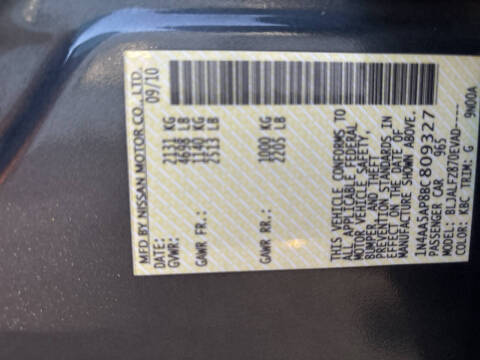 MFD BY NISSAN MOTOR CO., LTD.
DATE: 09/10
GVWR: 2131 KG
4698 LB
GAWR FR.: 1140 KG
2513 LB
GAWR RR.: 1000 KG
2205 LB
THIS VEHICLE CONFORMS TO
ALL APPLICABLE FEDERAL
MOTOR VEHICLE SAFETY,
BUMPER, AND THEFT
PREVENTION STANDARDS IN
EFFECT ON THE DATE OF
MANUFACTURE SHOWN ABOVE.
1N4AA5AP8BC809327
PASSENGER CAR 965
MODEL: BLJALFZ870EVAD-----
COLOR: KBC TRIM: G 9N00A